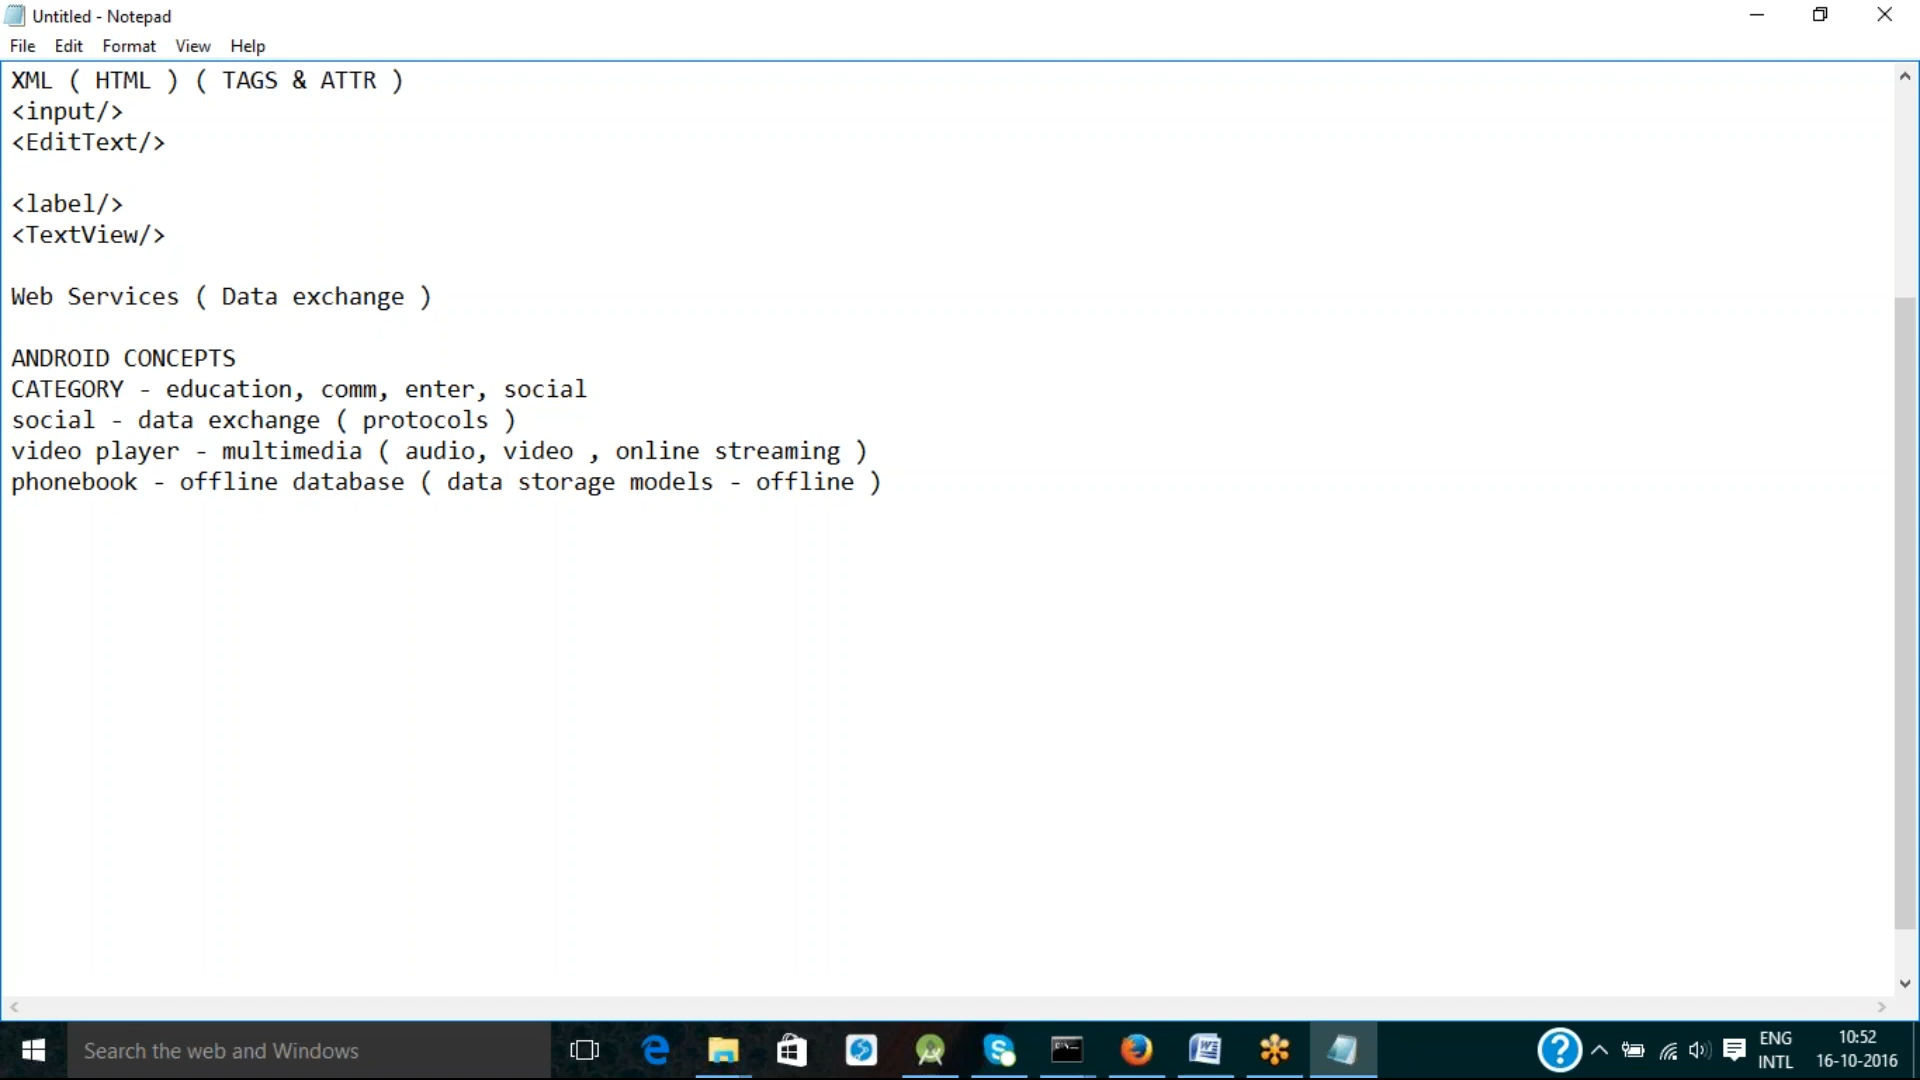 Untitled - Notepad
File Edit Format View Help
XML ( HTML ) ( TAGS & ATTR )
<input/>
<EditText/>
<label/>
<TextView/>
Web Services ( Data exchange )
ANDROID CONCEPTS
CATEGORY - education, comm, enter, social
social - data exchange ( protocols )
video player - multimedia ( audio, video , online streaming )
phonebook - offline database ( data storage models - offline )
Search the web and Windows
ENG
INTL
10:52
16-10-2016